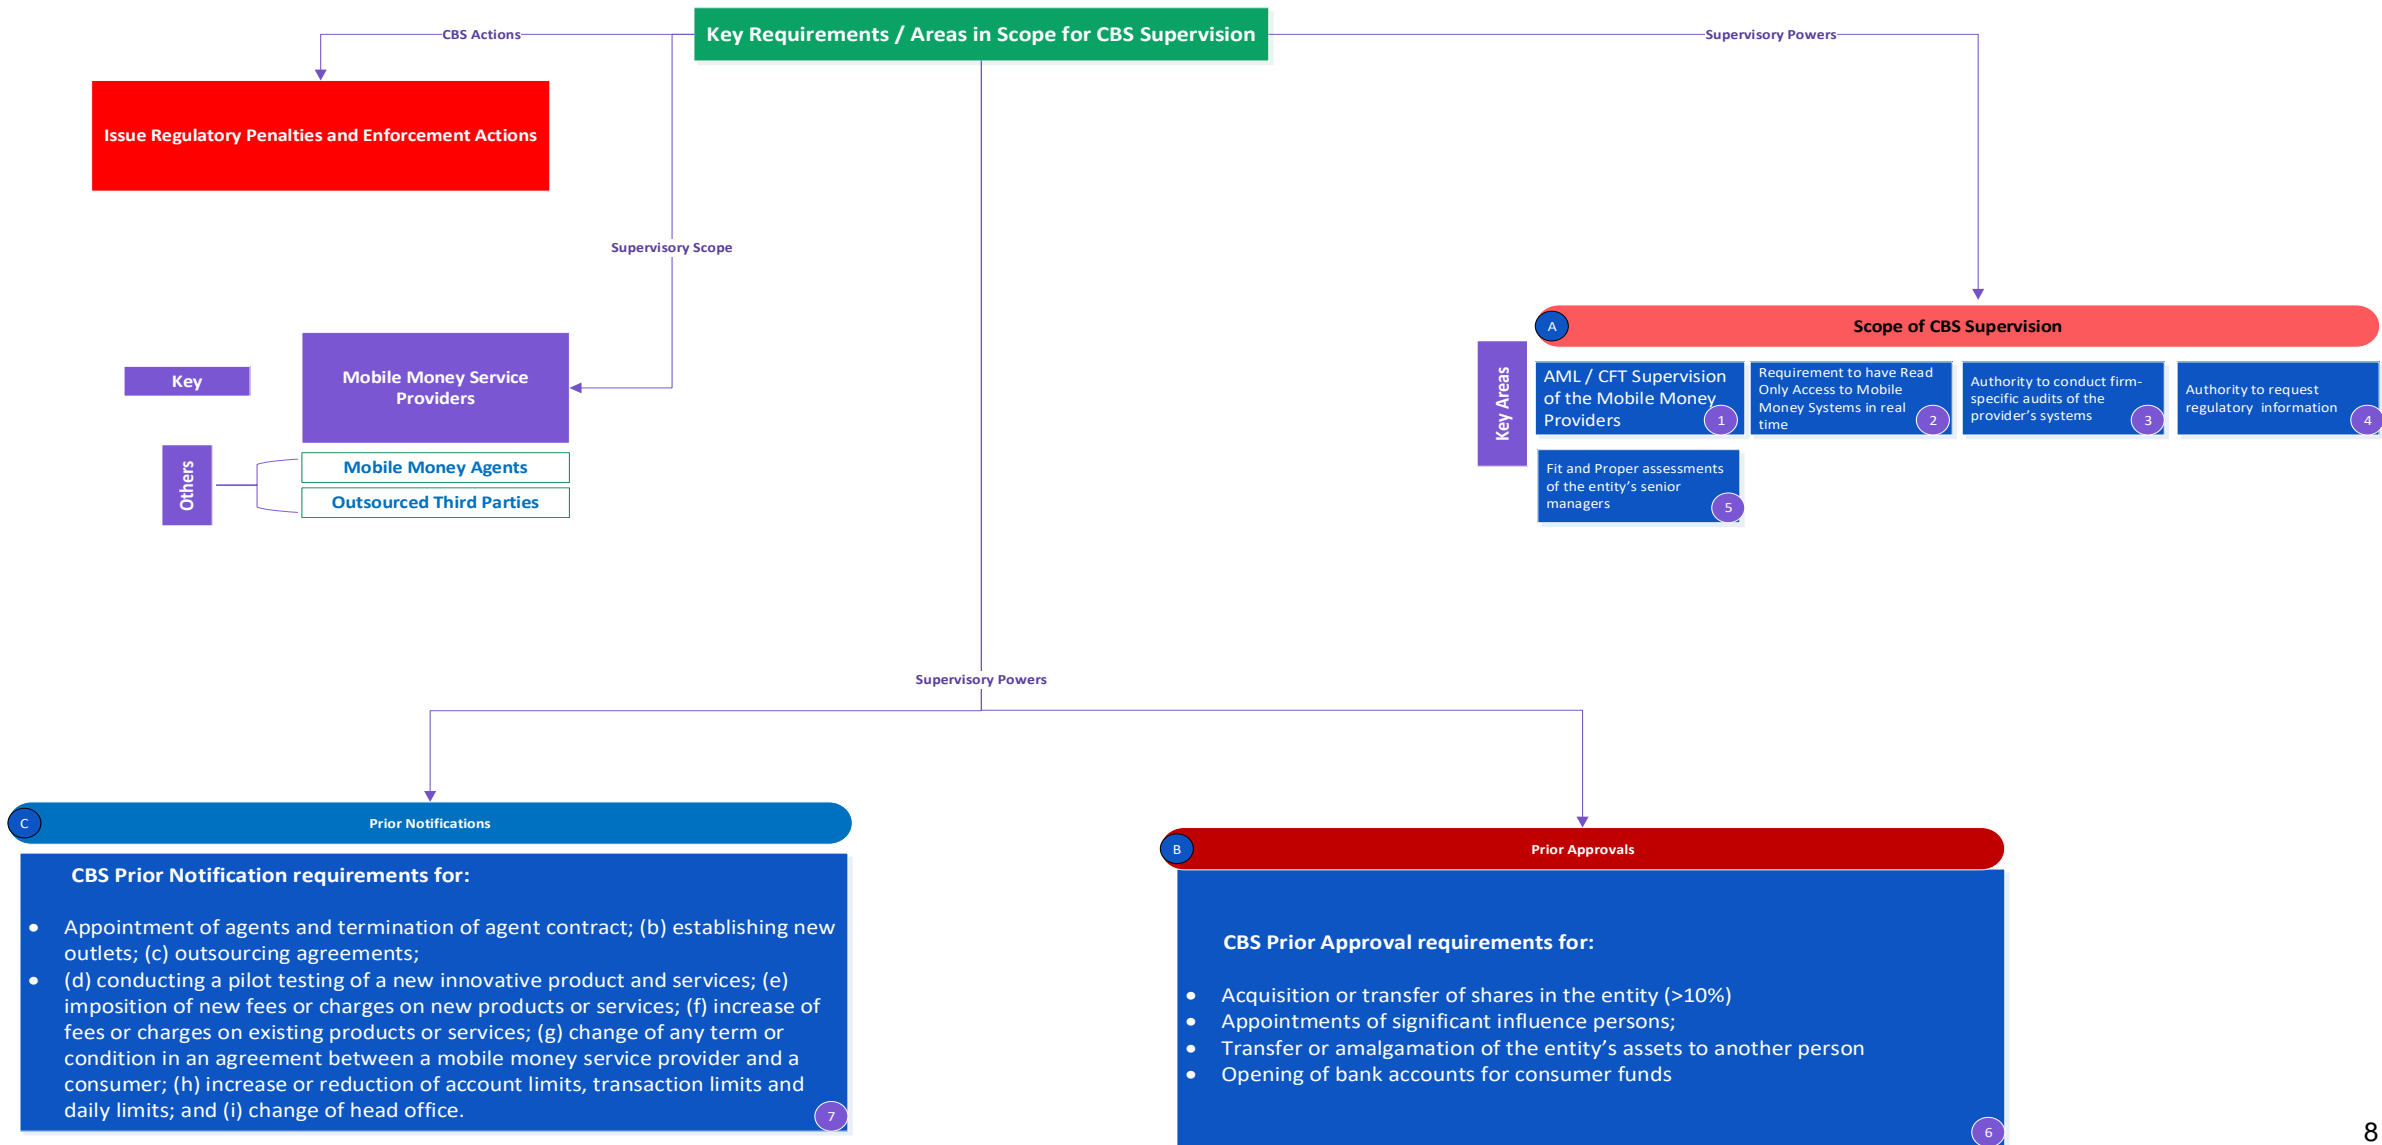 Key Requirements / Areas in Scope for CBS Supervision
CBS Actions
Supervisory Powers
Issue Regulatory Penalties and Enforcement Actions
Supervisory Scope
Key
Mobile Money Service
Providers
Others
Mobile Money Agents
Outsourced Third Parties
A
Scope of CBS Supervision
Key Areas
AML / CFT Supervision
of the Mobile Money
Providers
1
Requirement to have Read
Only Access to Mobile
Money Systems in real
time
2
Authority to conduct firm-
specific audits of the
provider's systems
3
Authority to request
regulatory information
4
Fit and Proper assessments
of the entity's senior
managers
5
Supervisory Powers
C
Prior Notifications
CBS Prior Notification requirements for:
• Appointment of agents and termination of agent contract; (b) establishing new
outlets; (c) outsourcing agreements;
• (d) conducting a pilot testing of a new innovative product and services; (e)
imposition of new fees or charges on new products or services; (f) increase of
fees or charges on existing products or services; (g) change of any term or
condition in an agreement between a mobile money service provider and a
consumer; (h) increase or reduction of account limits, transaction limits and
daily limits; and (i) change of head office.
7
B
Prior Approvals
CBS Prior Approval requirements for:
• Acquisition or transfer of shares in the entity (>10%)
• Appointments of significant influence persons;
• Transfer or amalgamation of the entity's assets to another person
• Opening of bank accounts for consumer funds
6
8